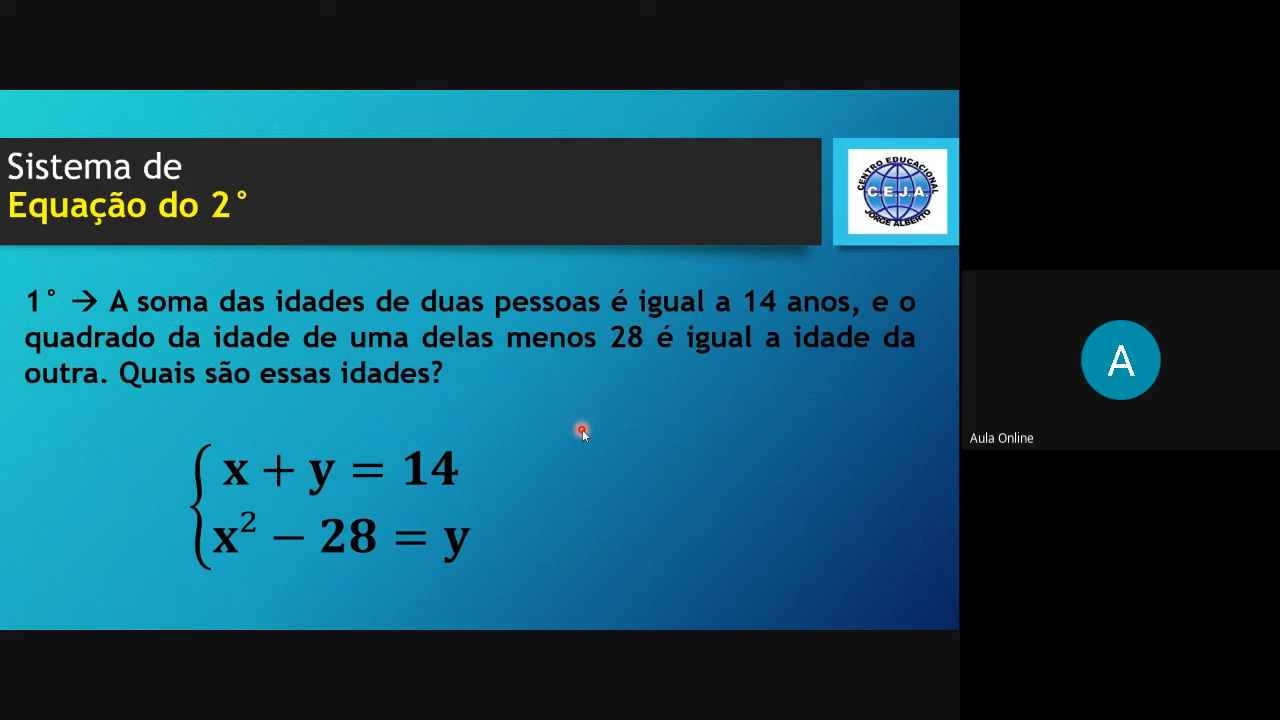 Sistema de
Equação do 2°
CENTRO EDUCACIONAL
C.E.J.A
JORGE ALBERTO
1° → A soma das idades de duas pessoas é igual a 14 anos, e o
quadrado da idade de uma delas menos 28 é igual a idade da
outra. Quais são essas idades?
x + y = 14
x² − 28 = y
A
Aula Online